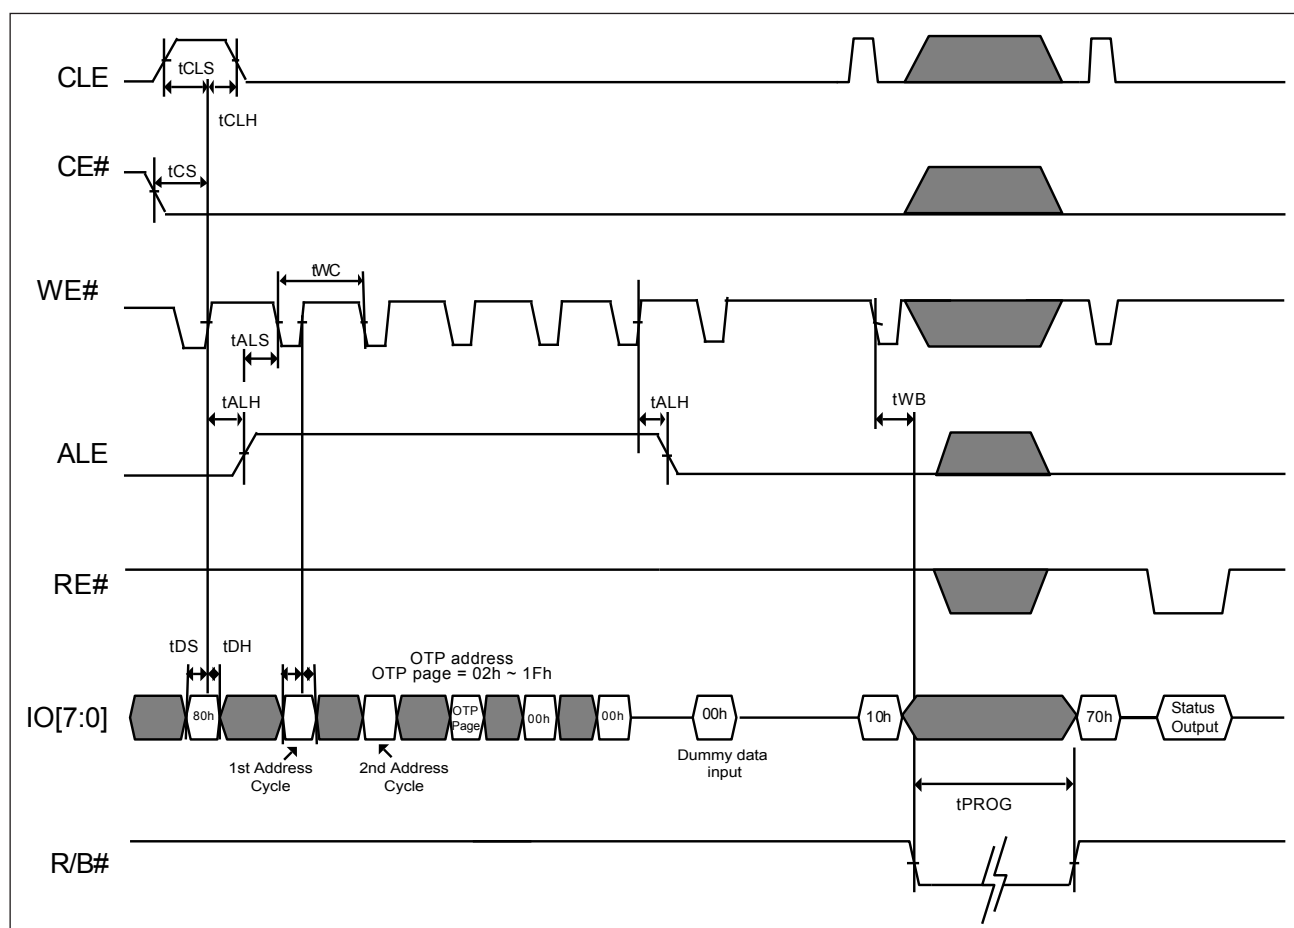 CLE
tCLS
tCLH
CE#
tCS
WE#
tWC
tALS
tALH
tALH
tWB
ALE
RE#
tDS
tDH
OTP address
OTP page = 02h ~ 1Fh
IO[7:0]
80h
OTP
Page
00h
00h
00h
10h
70h
Status
Output
1st Address
Cycle
2nd Address
Cycle
Dummy data
input
tPROG
R/B#